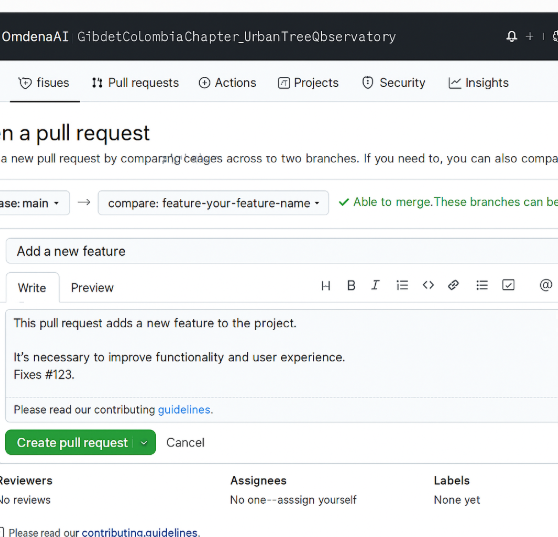 OmdenaAI GibdetColombiaChapter_UrbanTreeQbservatory
fisues Pull requests Actions Projects Security Insights
n a pull request
a new pull request by across to two branches. If you need to, you can also compa
ase: main compare: feature-your-feature-name Able to merge.These branches can be
Add a new feature
Write Preview H B I @
This pull request adds a new feature to the project.
It's necessary to improve functionality and user experience.
Fixes #123.
Please read our contributing guidelines.
Create pull request Cancel
Reviewers Assignees Labels
No reviews No one--asssign yourself None yet
Please read our contributing.guidelines.